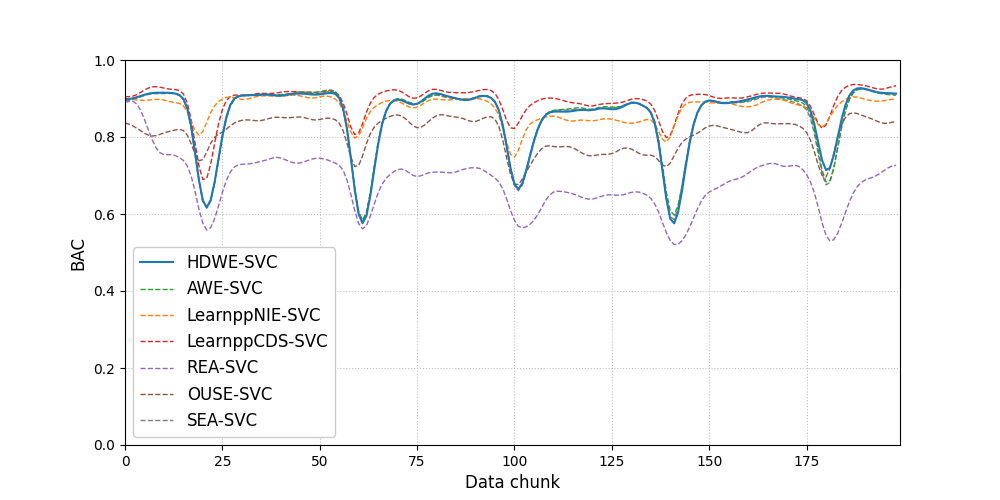 1.0
0.8
0.6
0.4
0.2
0.0
BAC
HDWE-SVC
AWE-SVC
LearnppNIE-SVC
LearnppCDS-SVC
REA-SVC
OUSE-SVC
SEA-SVC
0 25 50 75 100 125 150 175
Data chunk